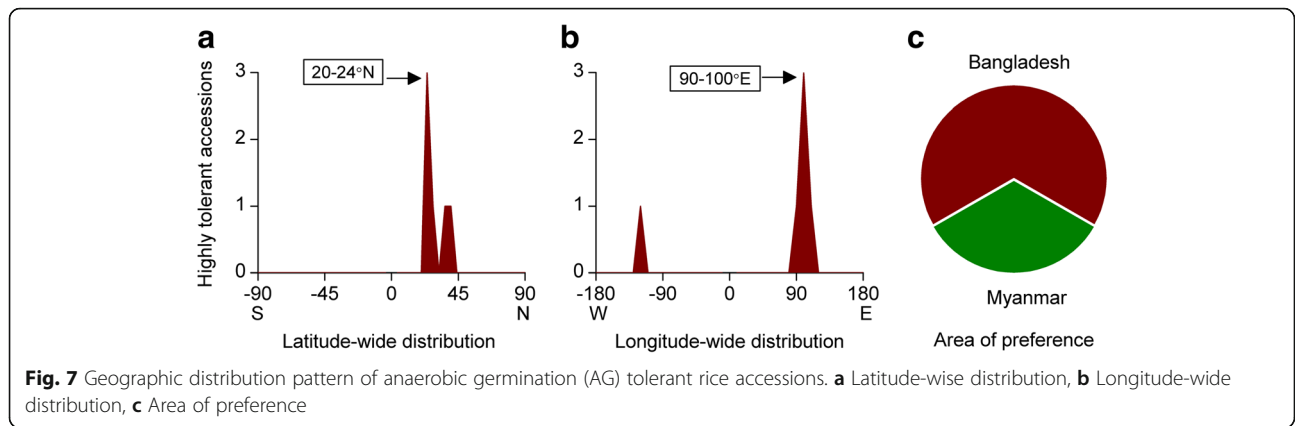 a
b
c
Highly tolerant accessions
3
2
1
0
20-24°N
-90
-45
0
45
90
S
N
Latitude-wide distribution
3
2
1
0
90-100°E
-180
-90
0
90
180
W
E
Longitude-wide distribution
Bangladesh
Myanmar
Area of preference
Fig. 7 Geographic distribution pattern of anaerobic germination (AG) tolerant rice accessions. a Latitude-wise distribution, b Longitude-wide
distribution, c Area of preference